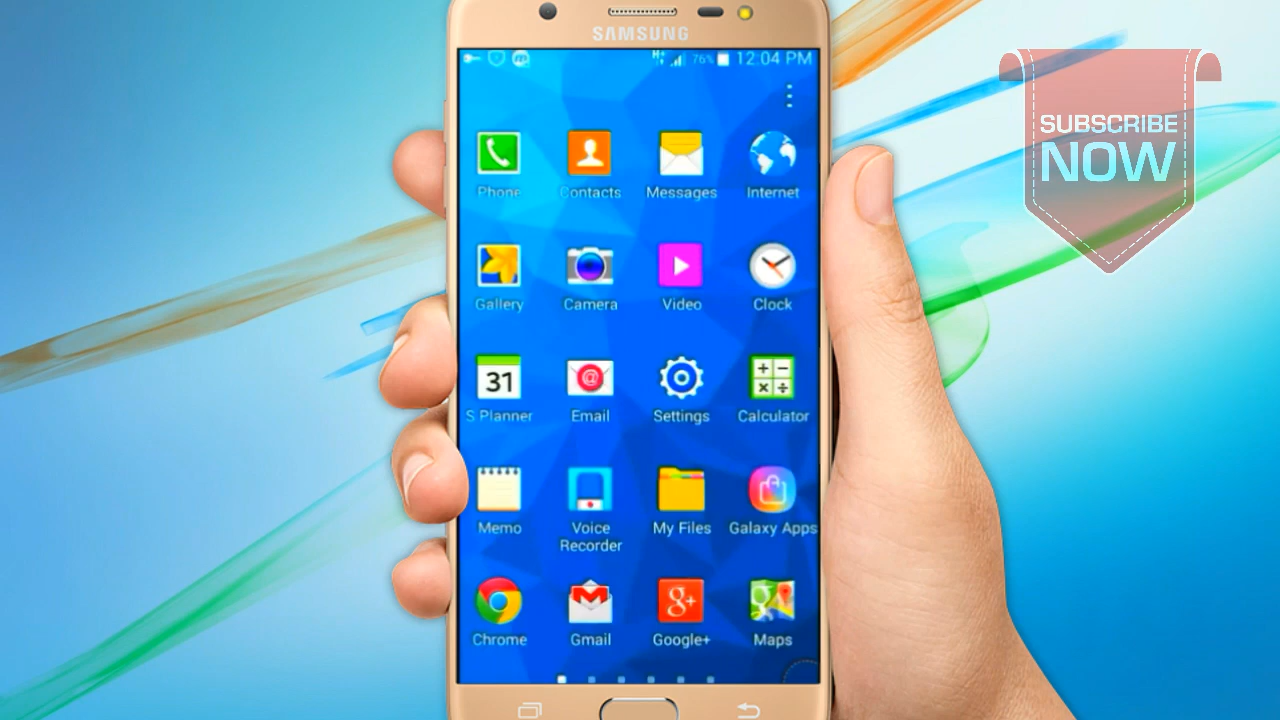 SAMSUNG
76% 12:04 PM
SUBSCRIBE
NOW
Phone Contacts Messages Internet
Gallery Camera Video Clock
31
S Planner Email Settings Calculator
Memo Voice Recorder My Files Galaxy Apps
Chrome Gmail Google+ Maps